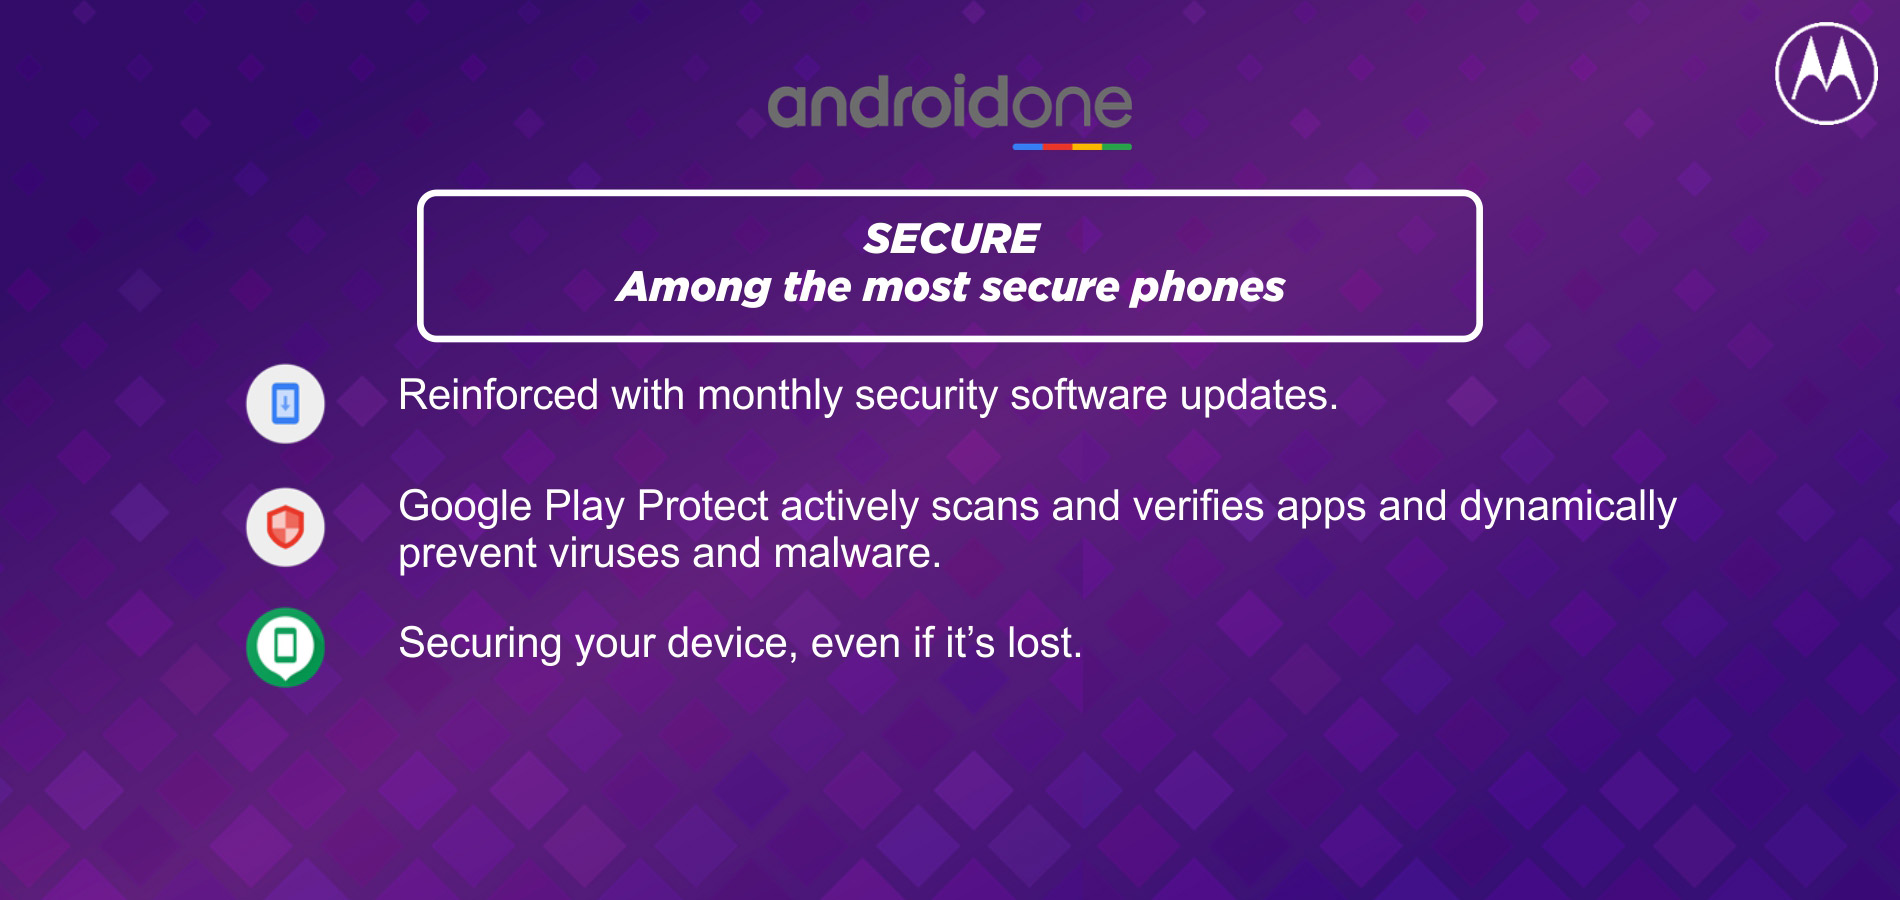 androidone
SECURE
Among the most secure phones
Reinforced with monthly security software updates.
Google Play Protect actively scans and verifies apps and dynamically
prevent viruses and malware.
Securing your device, even if it’s lost.